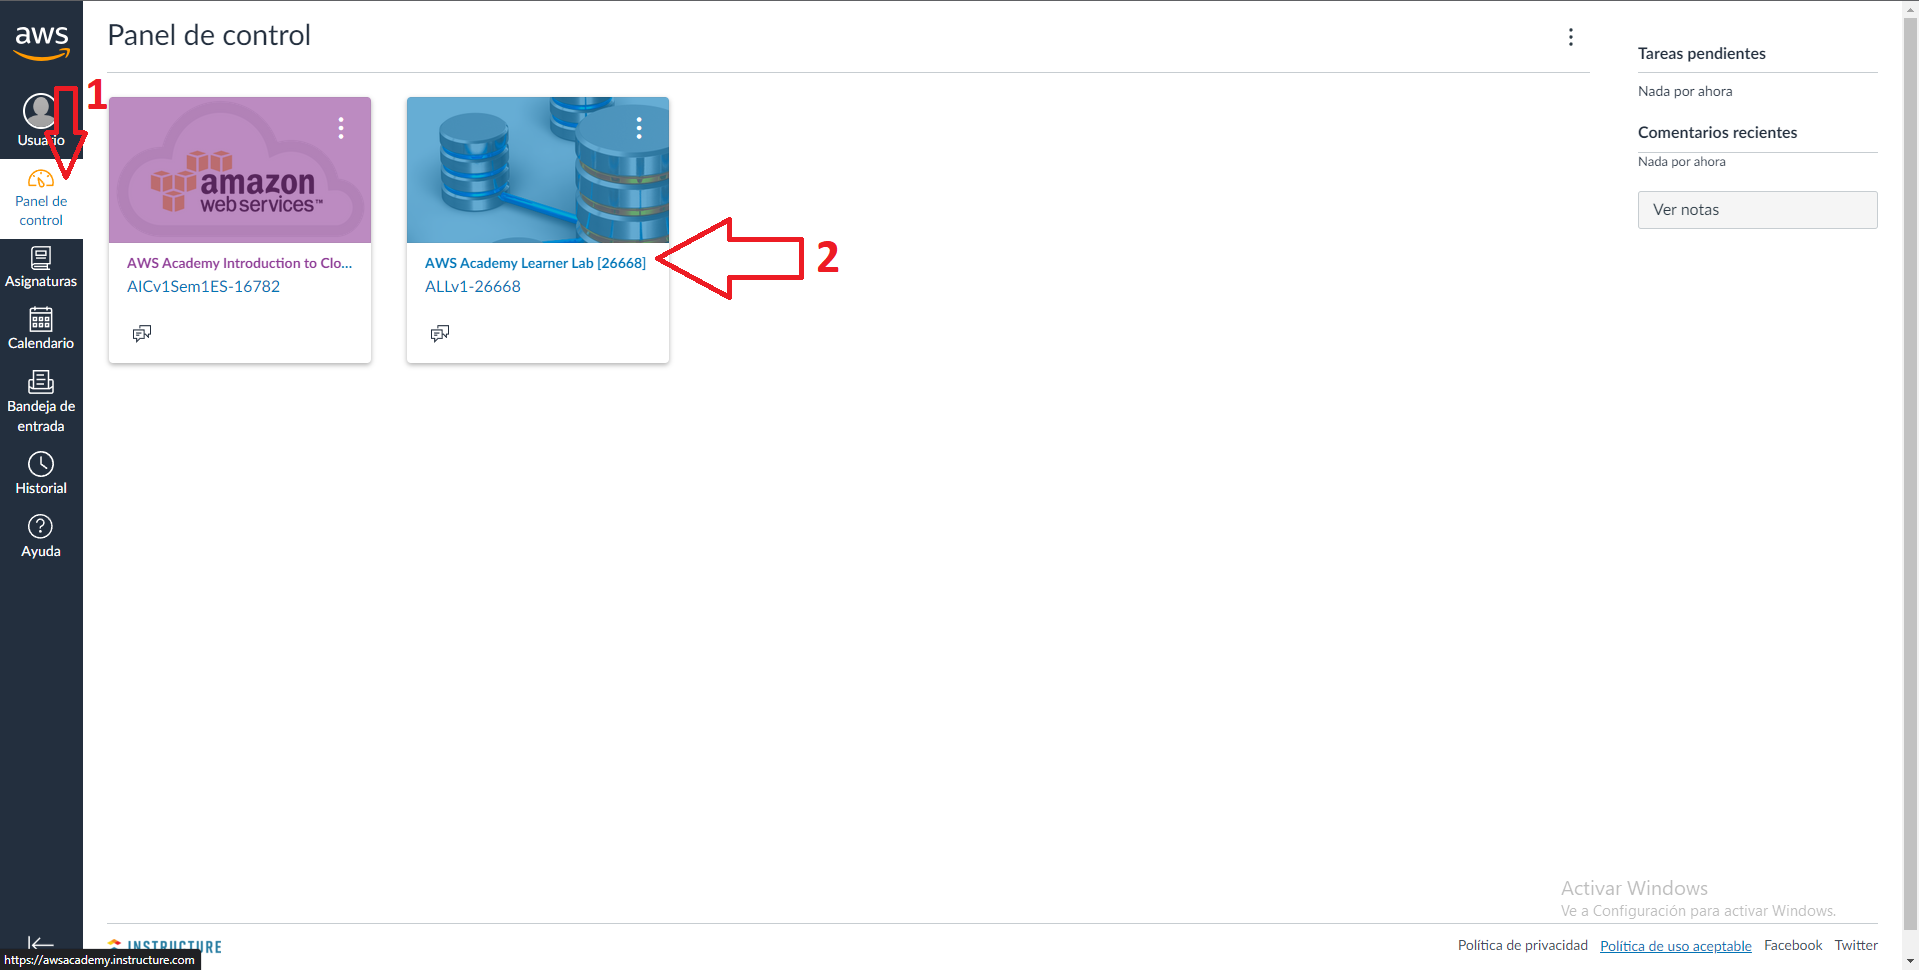 aws
Usuario
Panel de
control
Asignaturas
Calendario
Bandeja de
entrada
Historial
Ayuda
https://awsacademy.instructure.com
1
Panel de control
amazon
web services™
AWS Academy Introduction to Clo...
AICv1Sem1ES-16782
AWS Academy Learner Lab [26668]
ALLv1-26668
2
Tareas pendientes
Nada por ahora
Comentarios recientes
Nada por ahora
Ver notas
Activar Windows
Ve a Configuración para activar Windows.
INSTRUCTURE
Política de privacidad Política de uso aceptable Facebook Twitter